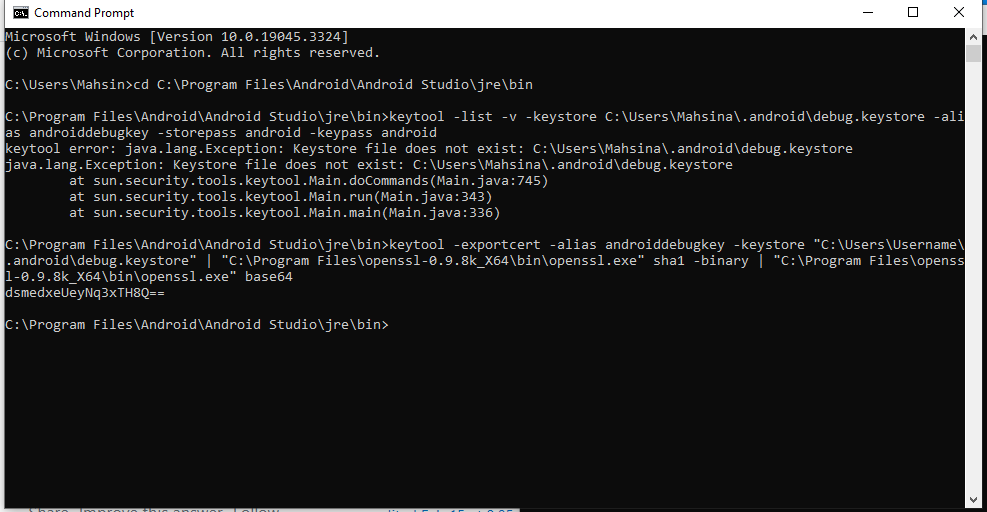 Command Prompt
Microsoft Windows [Version 10.0.19045.3324]
(c) Microsoft Corporation. All rights reserved.
C:\Users\Mahsin>cd C:\Program Files\Android\Android Studio\jre\bin
C:\Program Files\Android\Android Studio\jre\bin>keytool -list -v -keystore C:\Users\Mahsina\.android\debug.keystore -ali
as androiddebugkey -storepass android -keypass android
keytool error: java.lang.Exception: Keystore file does not exist: C:\Users\Mahsina\.android\debug.keystore
java.lang.Exception: Keystore file does not exist: C:\Users\Mahsina\.android\debug.keystore
at sun.security.tools.keytool.Main.doCommands(Main.java:745)
at sun.security.tools.keytool.Main.run(Main.java:343)
at sun.security.tools.keytool.Main.main(Main.java:336)
C:\Program Files\Android\Android Studio\jre\bin>keytool -exportcert -alias androiddebugkey -keystore "C:\Users\Username\
.android\debug.keystore" | "C:\Program Files\openssl-0.9.8k_X64\bin\openssl.exe" sha1 -binary | "C:\Program Files\openss
l-0.9.8k_X64\bin\openssl.exe" base64
dsmedxeUeyNq3xTH8Q==
C:\Program Files\Android\Android Studio\jre\bin>